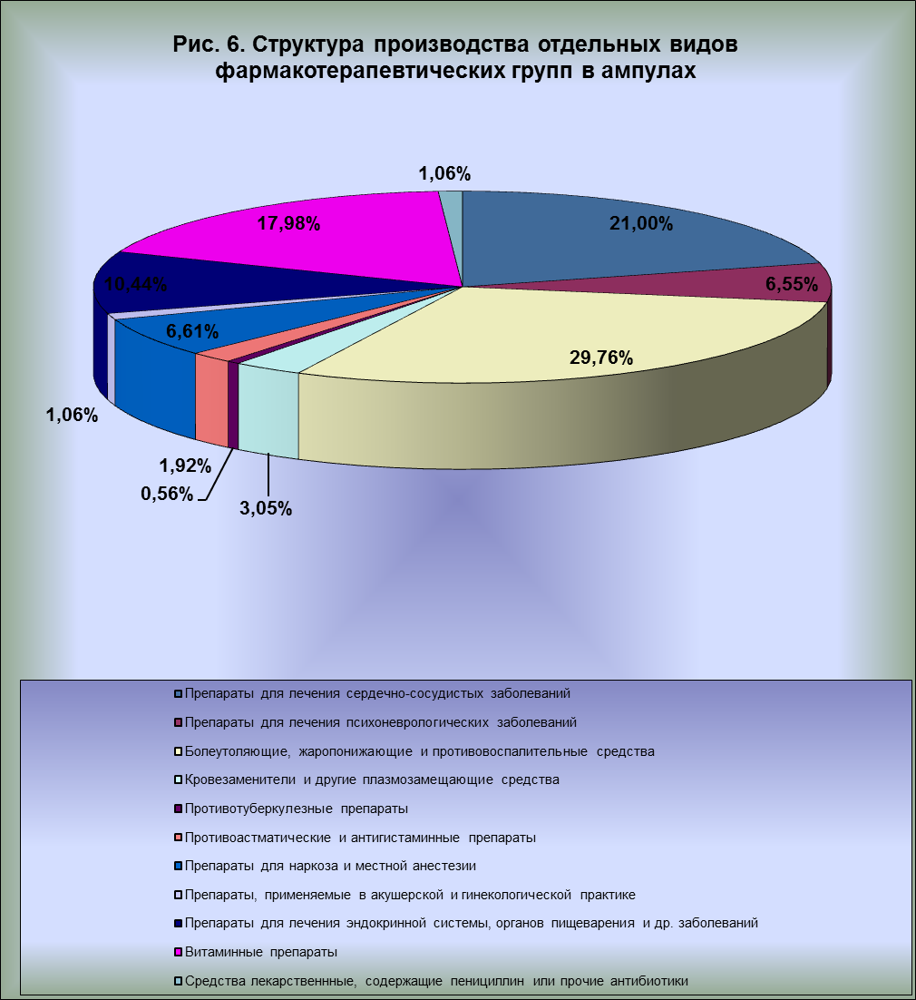 Рис. 6. Структура производства отдельных видов
фармакотерапевтических групп в ампулах
1,06%
17,98%
21,00%
10,44%
6,55%
6,61%
29,76%
1,06%
1,92%
0,56%
3,05%
Препараты для лечения сердечно-сосудистых заболеваний
Препараты для лечения психоневрологических заболеваний
Болеутоляющие, жаропонижающие и противовоспалительные средства
Кровезаменители и другие плазмозамещающие средства
Противотуберкулезные препараты
Противоастматические и антигистаминные препараты
Препараты для наркоза и местной анестезии
Препараты, применяемые в акушерской и гинекологической практике
Препараты для лечения эндокринной системы, органов пищеварения и др. заболеваний
Витаминные препараты
Средства лекарственнные, содержащие пенициллин или прочие антибиотики